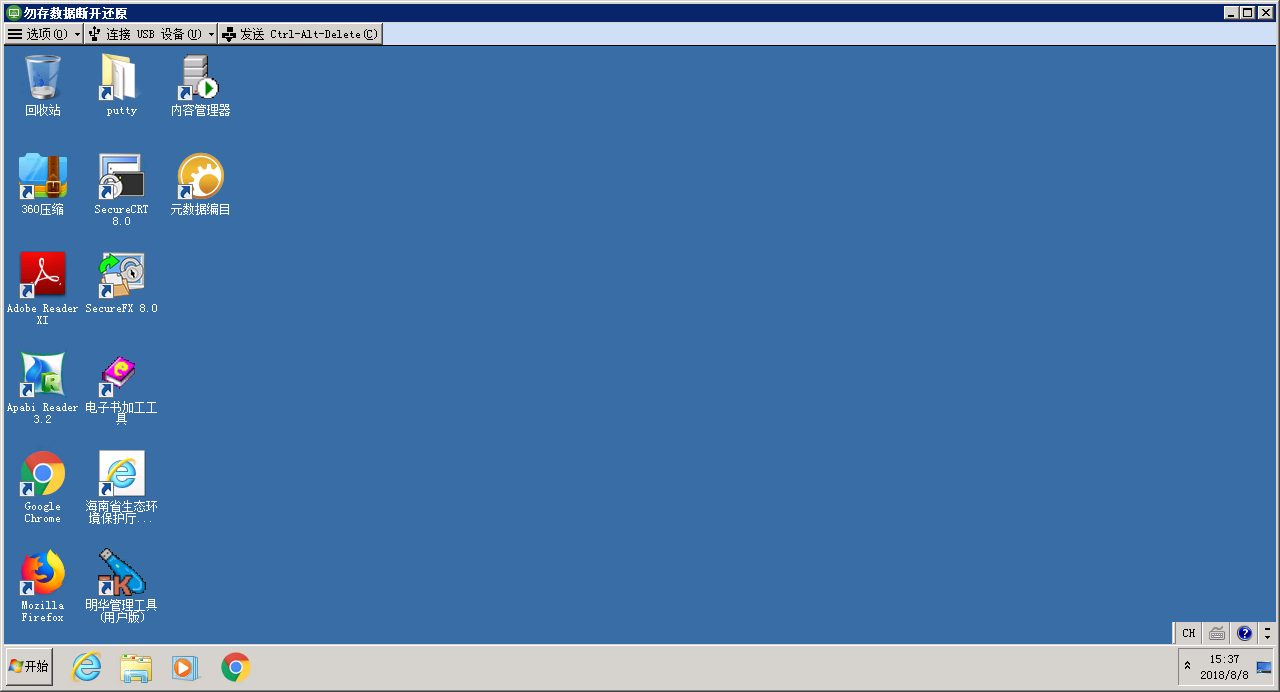 勿存数据断开还原
选项(O) 连接 USB 设备(U) 发送 Ctrl-Alt-Delete(C)
回收站
putty
内容管理器
360压缩
SecureCRT
8.0
元数据编目
Adobe Reader
XI
SecureFX 8.0
Apabi Reader
3.2
电子书加工工
具
Google
Chrome
海南省生态环
境保护厅...
Mozilla
Firefox
明华管理工具
(用户版)
CH
开始
15:37
2018/8/8